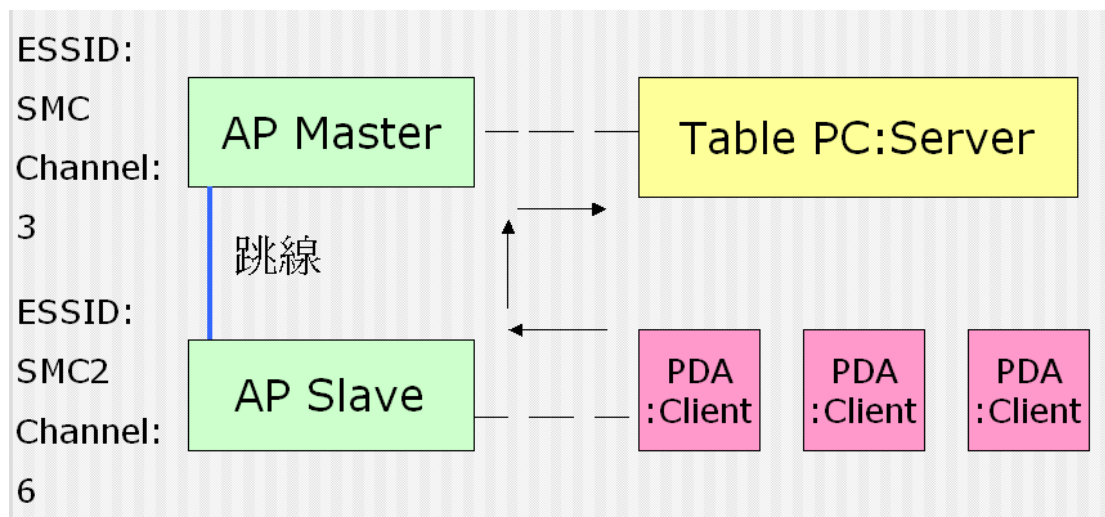 ESSID:
SMC
Channel:
3
AP Master
Table PC:Server
跳線
ESSID:
SMC2
Channel:
6
AP Slave
PDA
:Client
PDA
:Client
PDA
:Client